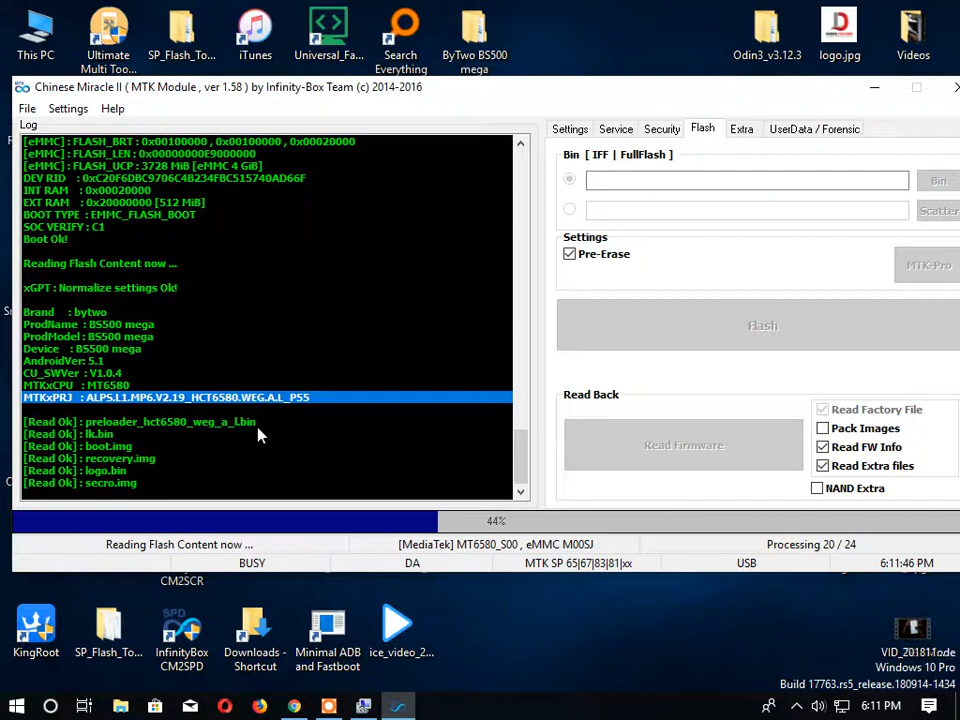 This PC
Ultimate
Multi Too...
SP_Flash_To...
iTunes
Universal_Fa...
Search
Everything
ByTwo BS500
mega
Odin3_v3.12.3
logo.jpg
Videos
Chinese Miracle II ( MTK Module , ver 1.58 ) by Infinity-Box Team (c) 2014-2016
File Settings Help
Log
[eMMC] : FLASH_BRT : 0x00100000 , 0x00100000 , 0x00020000
[eMMC] : FLASH_LEN : 0x00000000E9000000
[eMMC] : FLASH_UCP : 3728 MiB [eMMC 4 GiB]
DEV RID : 0xC20F6DBC9706C4B234FBC515740AD66F
INT RAM : 0x00020000
EXT RAM : 0x20000000 [512 MiB]
BOOT TYPE : EMMC_FLASH_BOOT
SOC VERIFY : C1
Boot Ok!
Reading Flash Content now ...
xGPT : Normalize settings Ok!
Brand : bytwo
ProdName : BS500 mega
ProdModel : BS500 mega
Device : BS500 mega
AndroidVer: 5.1
CU_SWVer : V1.0.4
MTKxCPU : MT6580
MTKxPRJ : ALPS.L1.MP6.V2.19_HCT6580.WEG.A.L_P55
[Read Ok] : preloader_hct6580_weg_a_l.bin
[Read Ok] : lk.bin
[Read Ok] : boot.img
[Read Ok] : recovery.img
[Read Ok] : logo.bin
[Read Ok] : secro.img
Settings Service Security Flash Extra UserData / Forensic
Bin [ IFF | FullFlash ]
Bin
Scatter
Settings
Pre-Erase
MTK-Pro
Flash
Read Back
Read Firmware
Read Factory File
Pack Images
Read FW Info
Read Extra files
NAND Extra
44%
Reading Flash Content now ... [MediaTek] MT6580_S00 , eMMC M00SJ Processing 20 / 24
BUSY DA MTK SP 65|67|83|81|xx USB 6:11:46 PM
CM2SCR
KingRoot
SP_Flash_To...
InfinityBox
CM2SPD
Downloads -
Shortcut
Minimal ADB
and Fastboot
ice_video_2...
VID_201811
Windows 10 Pro
Build 17763.rs5_release.180914-1434
6:11 PM